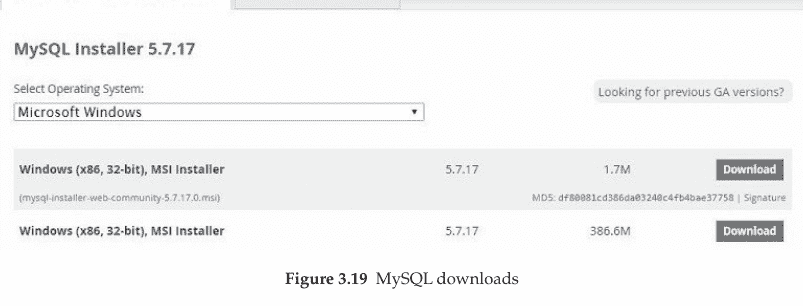 MySQL Installer 5.7.17
Select Operating System:
Looking for previous GA versions?
Microsoft Windows
Windows (x86, 32-bit), MSI Installer 5.7.17 1.7M Download
(mysql-installer-web-community-5.7.17.0.msi) MD5: df80081cd386da03240c4fb4bae37758 | Signature
Windows (x86, 32-bit), MSI Installer 5.7.17 386.6M Download
Figure 3.19 MySQL downloads